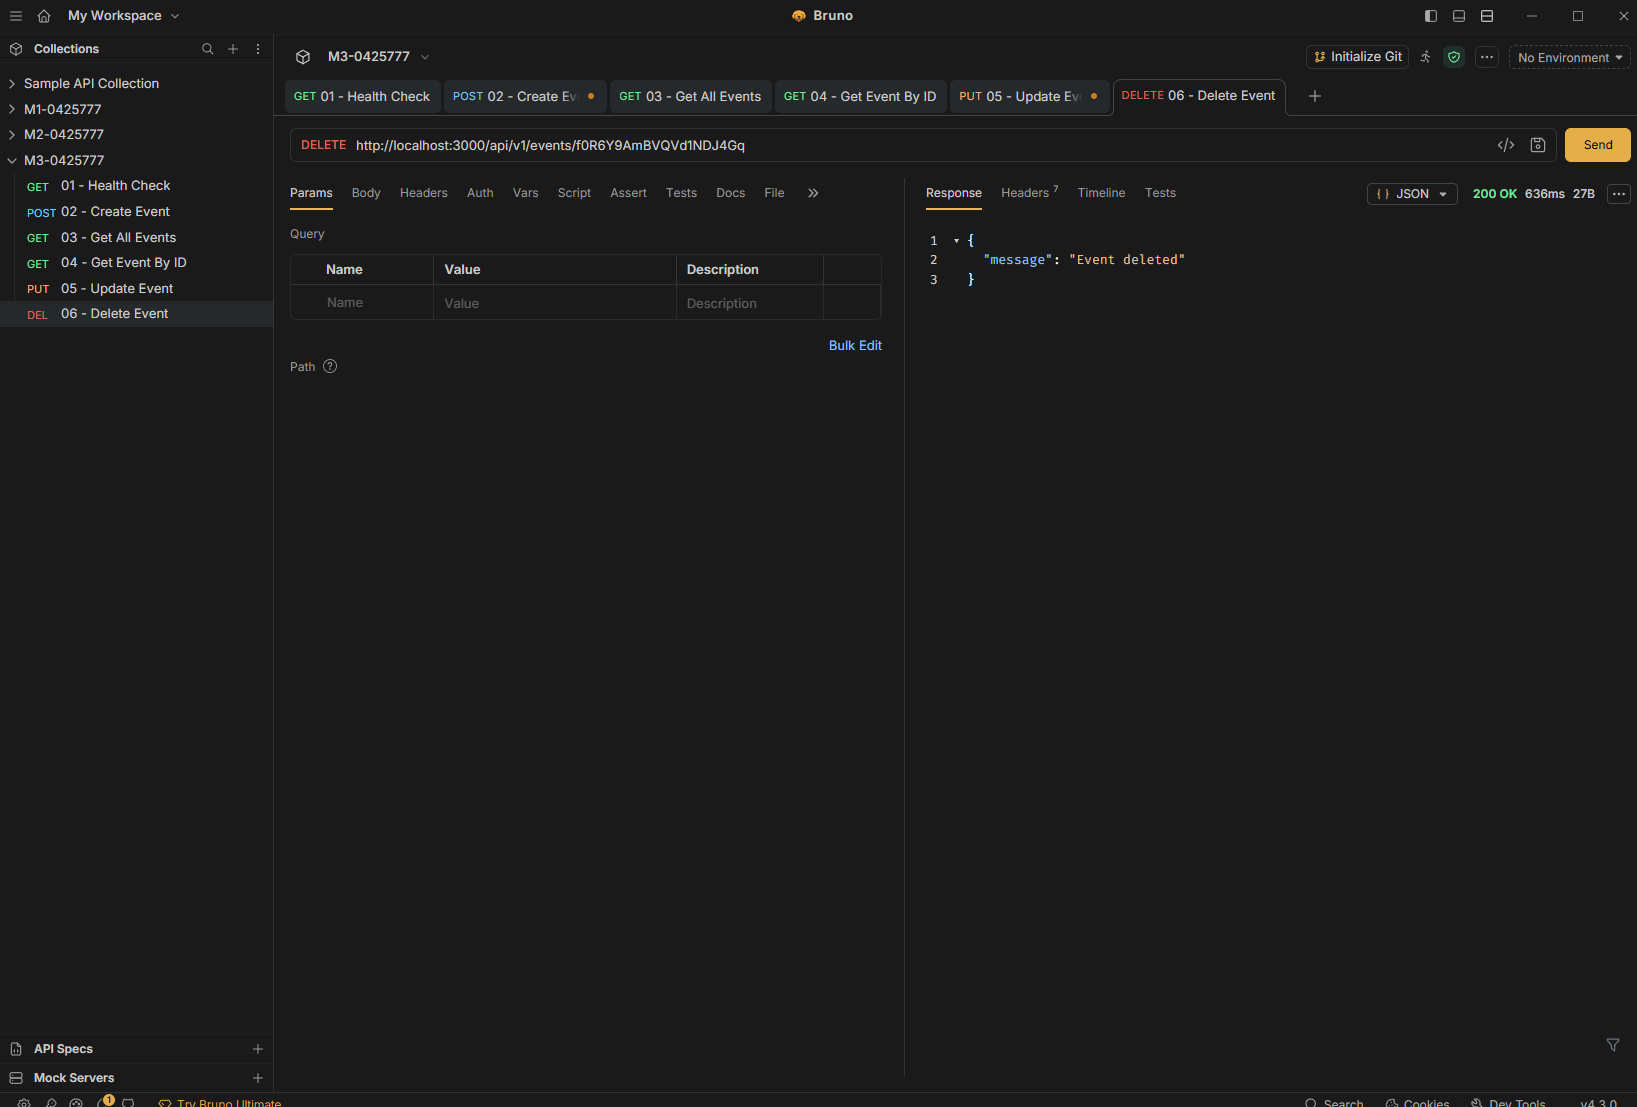 My Workspace
Bruno
Collections
Sample API Collection
M1-0425777
M2-0425777
M3-0425777
GET 01 - Health Check
POST 02 - Create Event
GET 03 - Get All Events
GET 04 - Get Event By ID
PUT 05 - Update Event
DEL 06 - Delete Event
API Specs
Mock Servers
1
Try Bruno Ultimate
M3-0425777
Initialize Git
No Environment
GET 01 - Health Check
POST 02 - Create Ev
GET 03 - Get All Events
GET 04 - Get Event By ID
PUT 05 - Update Ev
DELETE 06 - Delete Event
DELETE http://localhost:3000/api/v1/events/f0R6Y9AmBVQVd1NDJ4Gq
Send
Params Body Headers Auth Vars Script Assert Tests Docs File
Query
Name Value Description
Name Value Description
Bulk Edit
Path
Response Headers 7 Timeline Tests
{ } JSON
200 OK 636ms 27B
1 {
2 "message": "Event deleted"
3 }
Search Cookies Dev Tools v4.3.0